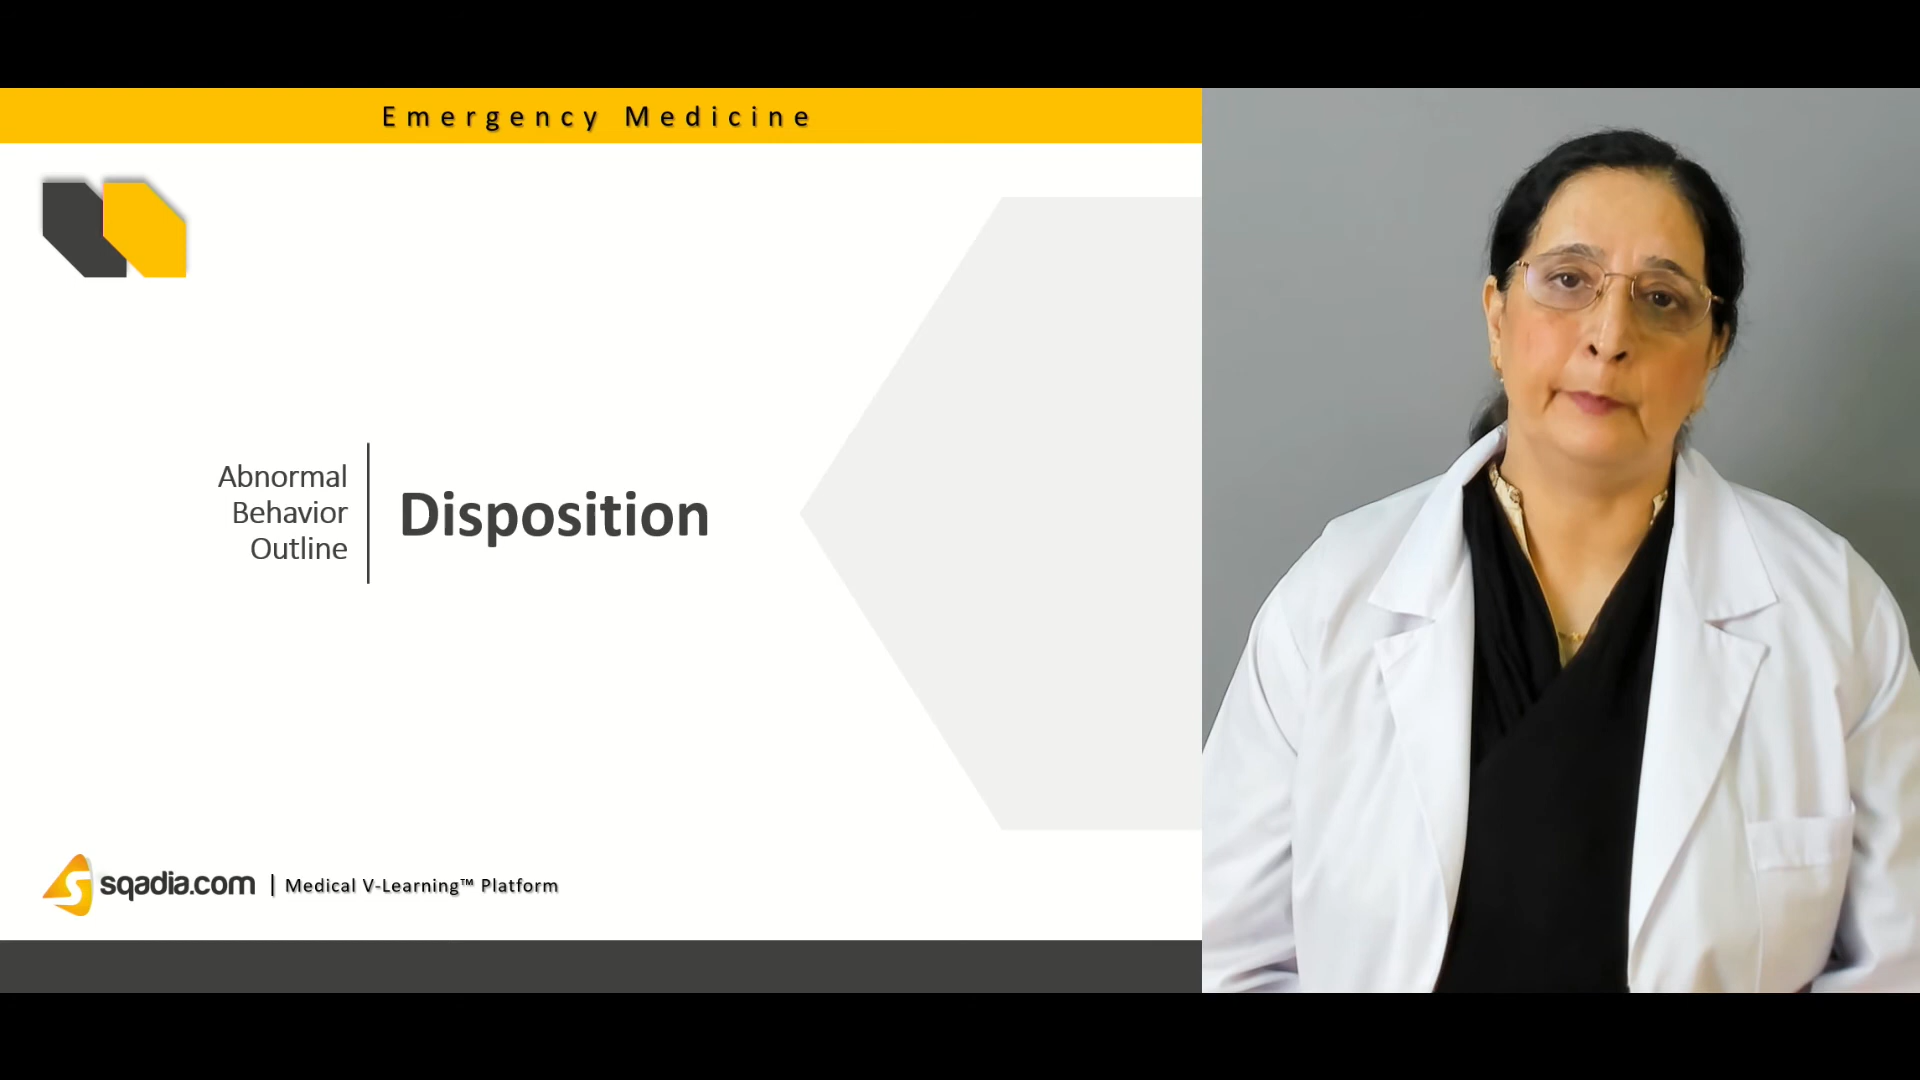 Emergency Medicine
Abnormal
Behavior
Outline
Disposition
sqadia.com | Medical V-Learning™ Platform